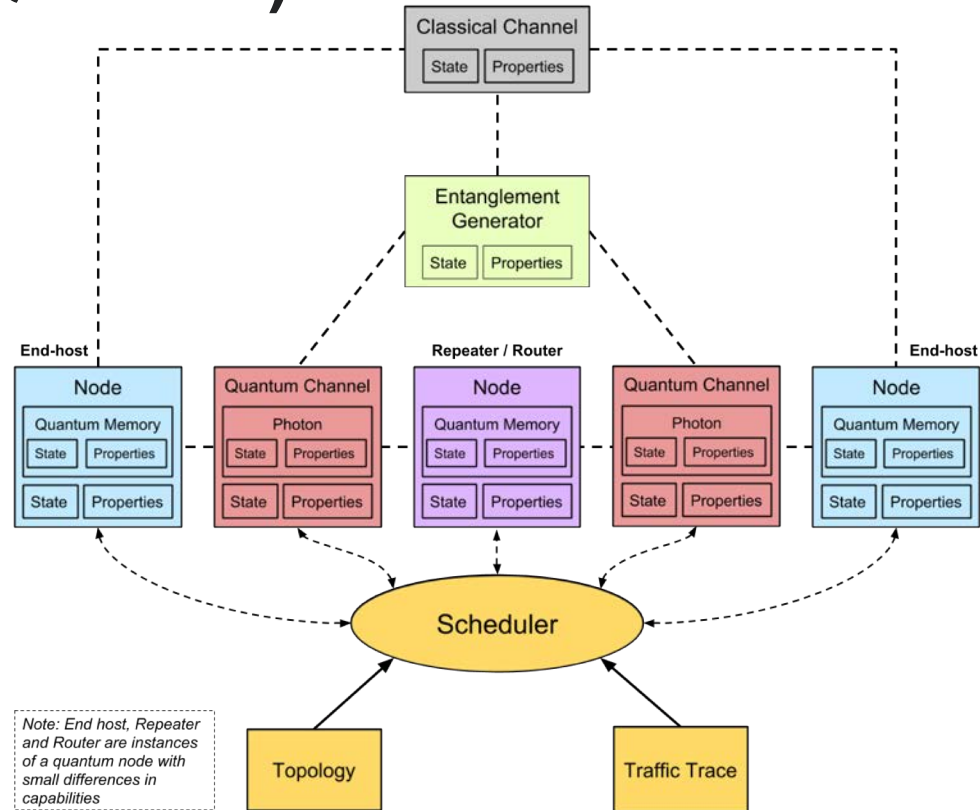 Classical Channel
State Properties
Entanglement
Generator
State Properties
End-host
Repeater / Router
End-host
Node
Quantum Memory
State Properties
State Properties
Quantum Channel
Photon
State Properties
State Properties
Node
Quantum Memory
State Properties
State Properties
Quantum Channel
Photon
State Properties
State Properties
Node
Quantum Memory
State Properties
State Properties
Scheduler
Note: End host, Repeater
and Router are instances
of a quantum node with
small differences in
capabilities
Topology
Traffic Trace